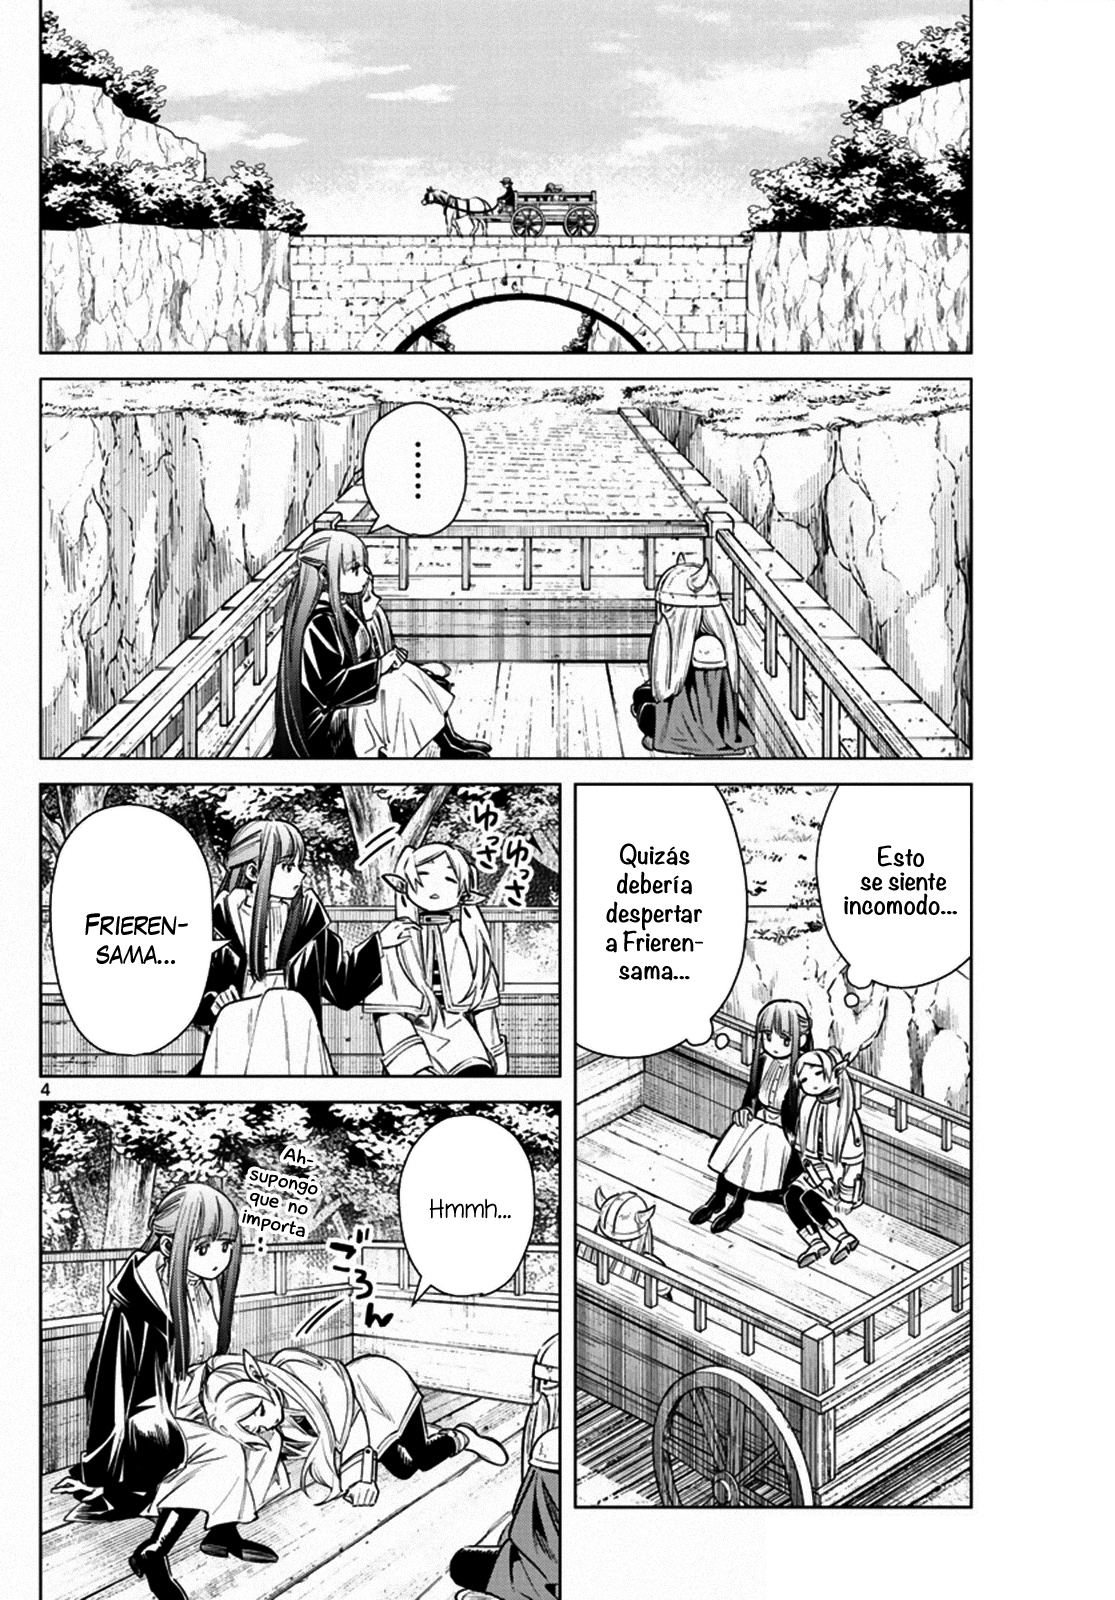 ......
Esto
se siente
incomodo...
Quizás
debería
despertar
a Frieren-
sama...
ゆっさ
ゆっさ
FRIEREN-
SAMA...
4
Hmmh...
ごろん
Ah-
supongo
que no
importa
...